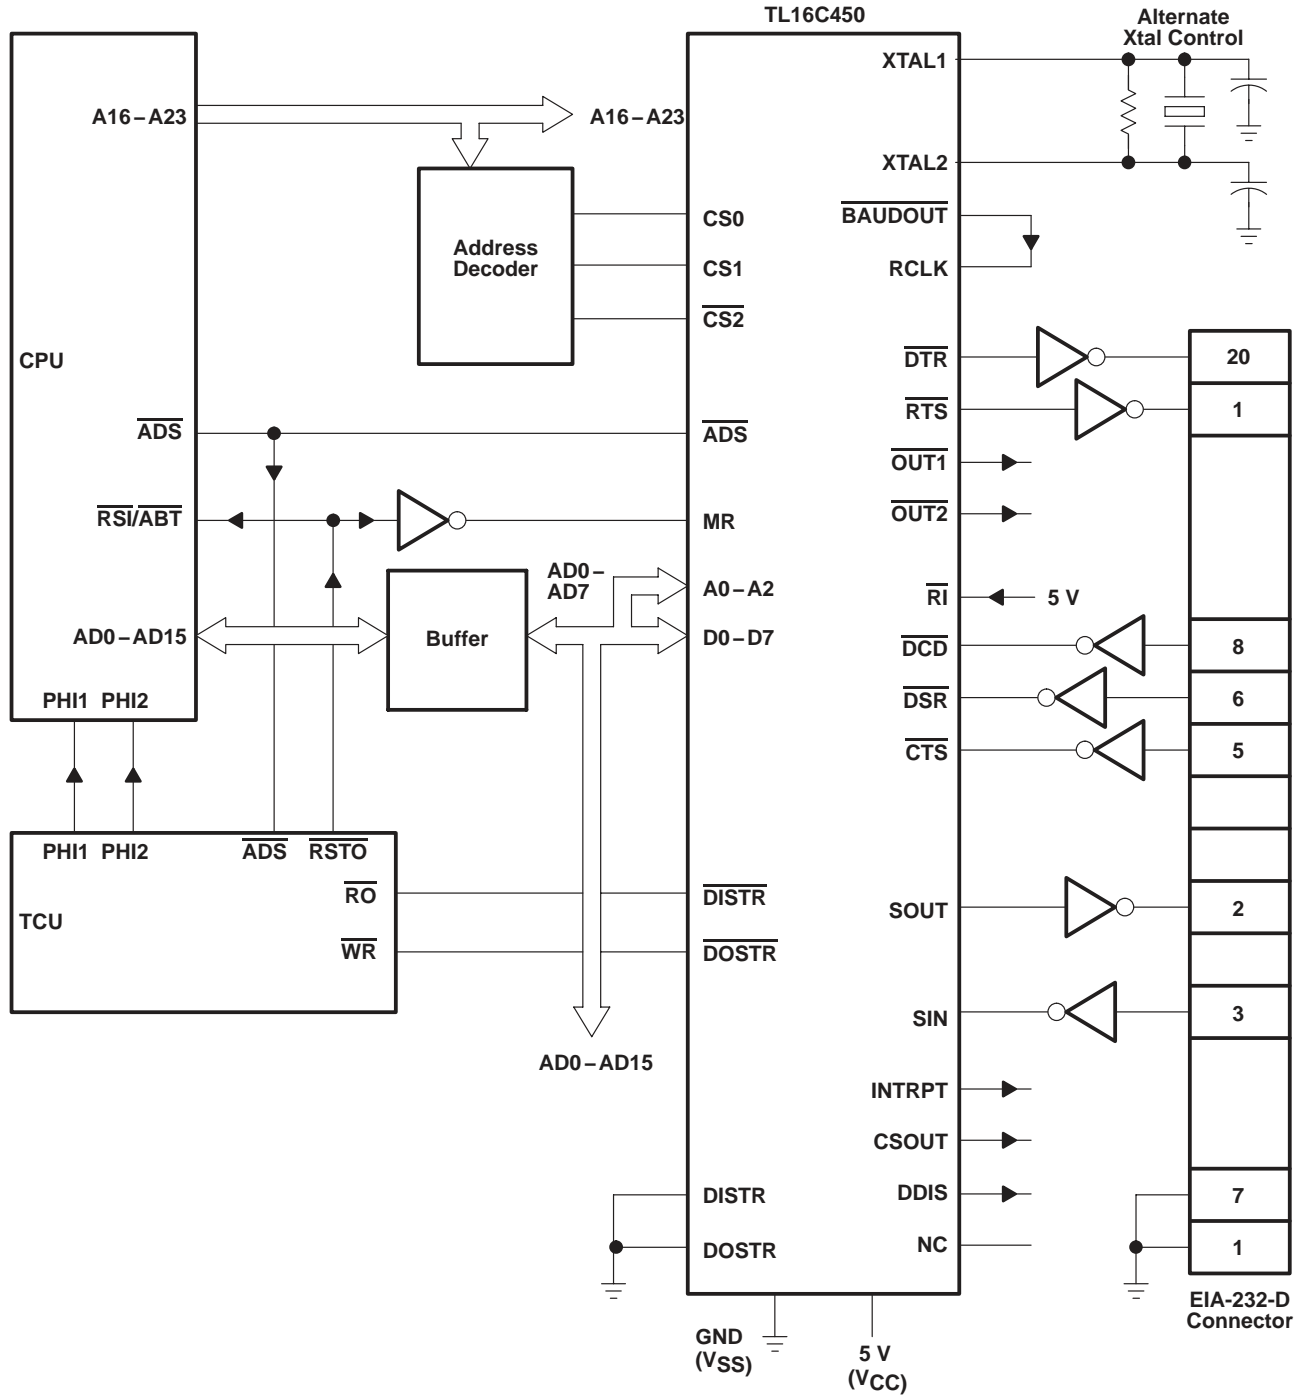 TL16C450
Alternate
Xtal Control
CPU
A16–A23
A16–A23
Address
Decoder
ADS
RSI/ABT
AD0–AD15
PHI1 PHI2
Buffer
AD0–
AD7
AD0–AD15
TCU
PHI1 PHI2
ADS
RSTO
RO
WR
CS0
CS1
CS2
ADS
MR
A0–A2
D0–D7
DISTR
DOSTR
DISTR
DOSTR
XTAL1
XTAL2
BAUDOUT
RCLK
DTR
RTS
OUT1
OUT2
RI
5 V
DCD
DSR
CTS
SOUT
SIN
INTRPT
CSOUT
DDIS
NC
20
1
8
6
5
2
3
7
1
EIA-232-D
Connector
GND
(VSS)
5 V
(VCC)